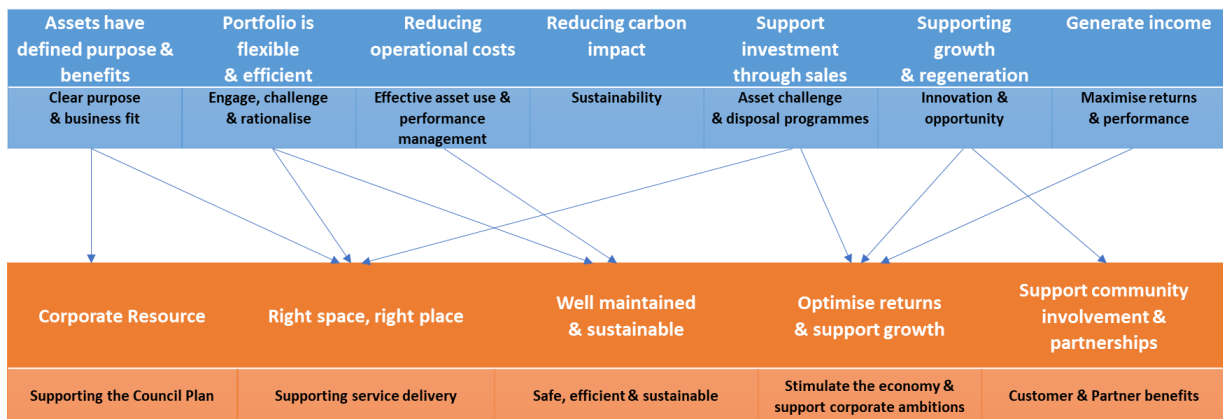 Assets have
defined purpose &
benefits
Portfolio is
flexible
& efficient
Reducing
operational costs
Reducing carbon
impact
Support
investment
through sales
Supporting
growth
& regeneration
Generate income
Clear purpose
& business fit
Engage, challenge
& rationalise
Effective asset use &
performance
management
Sustainability
Asset challenge
& disposal programmes
Innovation &
opportunity
Maximise returns
& performance
Corporate Resource
Right space, right place
Well maintained
& sustainable
Optimise returns
& support growth
Support community
involvement &
partnerships
Supporting the Council Plan
Supporting service delivery
Safe, efficient & sustainable
Stimulate the economy &
support corporate ambitions
Customer & Partner benefits